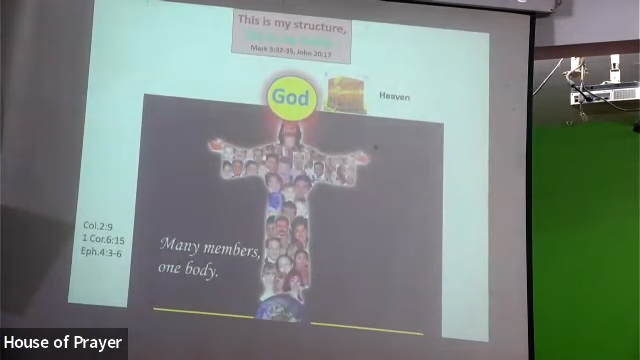 This is my structure,
Mark 3:32-35, John 20:17
God
Heaven
Col.2:9
1 Cor.6:15
Eph.4:3-6
Many members,
one body.
House of Prayer